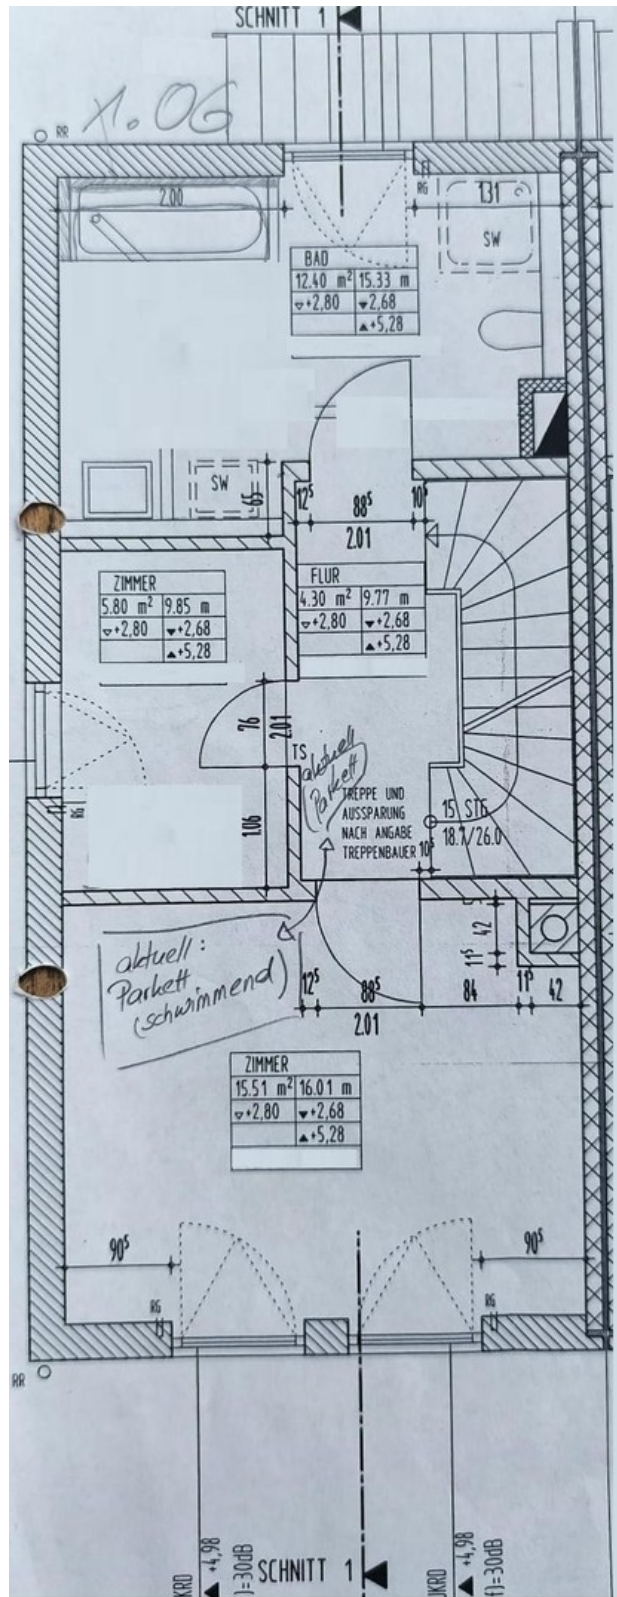 SCHNITT 1
1. OG
RR
2.00
RG
1.31
SW
BAD
12.40 m² 15.33 m
▽+2,80 ▼+2,68
▲+5,28
SW
65
12⁵
88⁵
10⁵
2.01
ZIMMER
5.80 m² 9.85 m
▽+2,80 ▼+2,68
▲+5,28
FLUR
4.30 m² 9.77 m
▽+2,80 ▼+2,68
▲+5,28
76
2.01
TS
aktuell
(Parkett)
RG
1.06
TREPPE UND
AUSSPARUNG
NACH ANGABE
TREPPENBAUER
10⁵
15 STG
18.7/26.0
aktuell:
Parkett
(schwimmend)
42
11⁵
12⁵
88⁵
84
11⁵
42
2.01
ZIMMER
15.51 m² 16.01 m
▽+2,80 ▼+2,68
▲+5,28
90⁵
90⁵
RG
RG
RR
SCHNITT 1
▲ +4,98
)=30dB
▲ +4,98
)=30dB